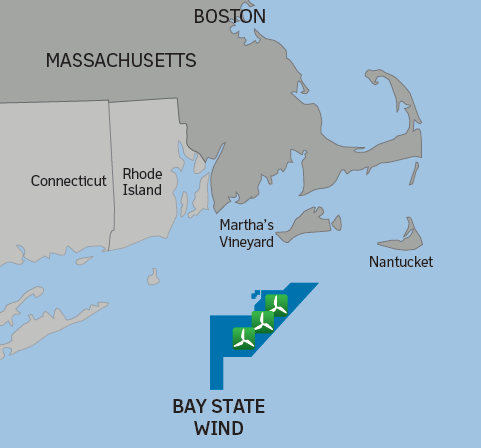 BOSTON
MASSACHUSETTS
Connecticut
Rhode
Island
Martha's
Vineyard
Nantucket
BAY STATE
WIND